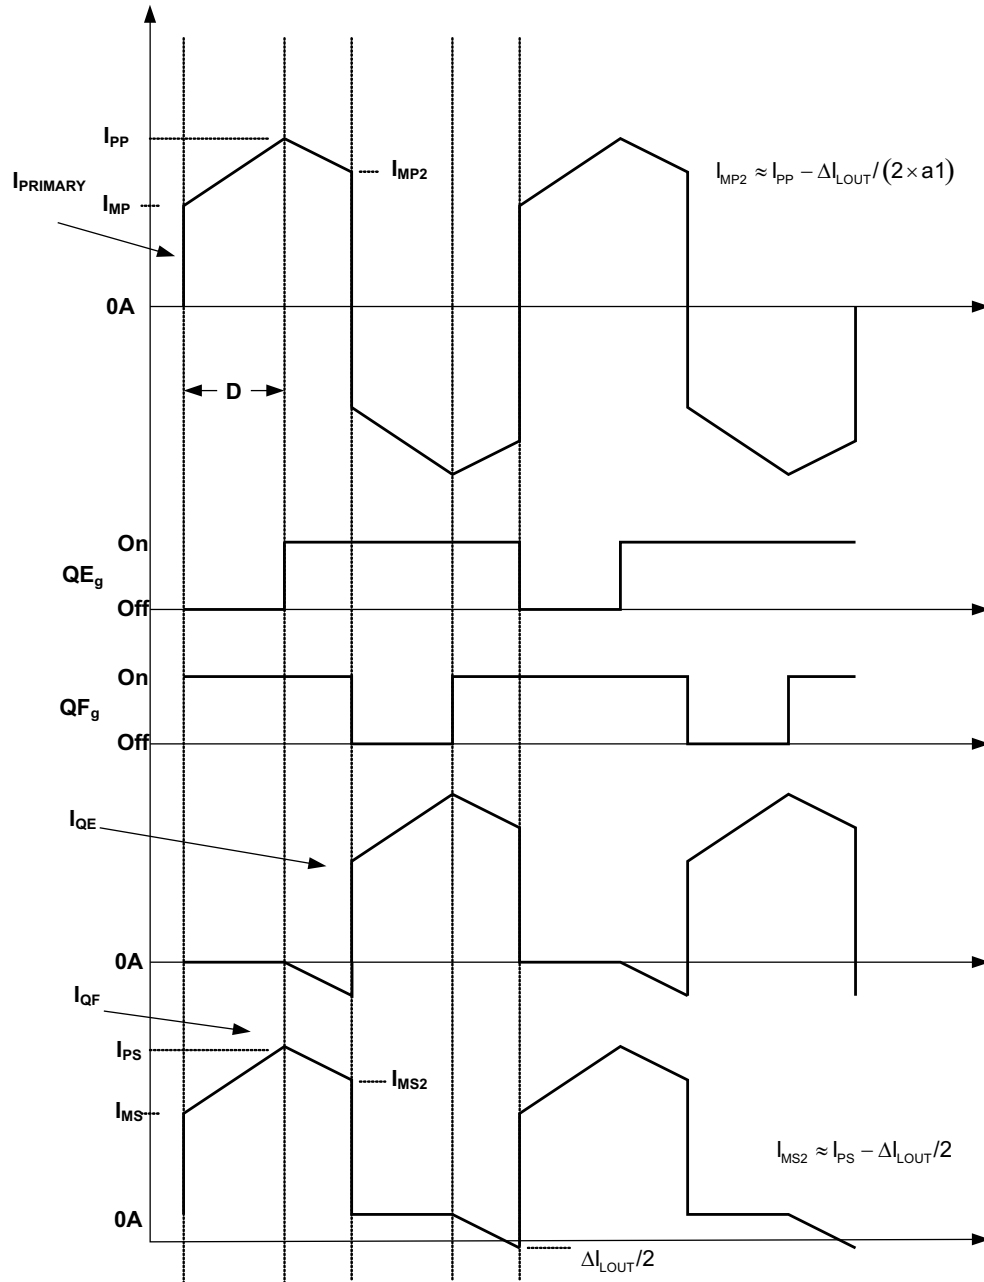 I_PP
I_MP2
I_MP2 ≈ I_PP − ΔI_LOUT/(2 × a1)
I_PRIMARY
I_MP
0A
D
On
QE_g
Off
On
QF_g
Off
I_QE
0A
I_QF
I_PS
I_MS2
I_MS
I_MS2 ≈ I_PS − ΔI_LOUT/2
0A
ΔI_LOUT/2